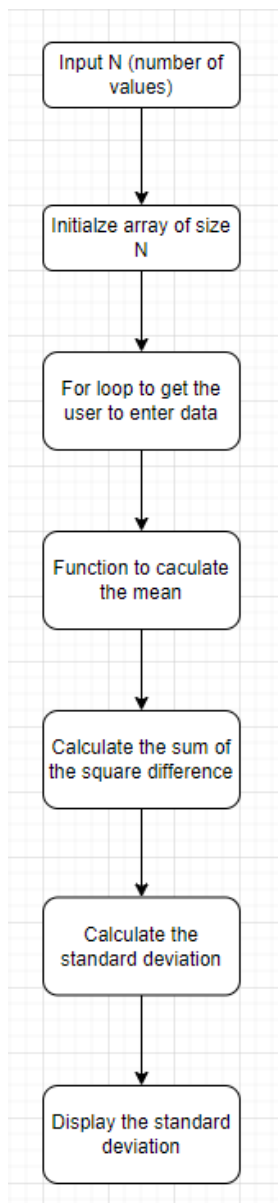 Input N (number of
values)
Initialze array of size
N
For loop to get the
user to enter data
Function to caculate
the mean
Calculate the sum of
the square difference
Calculate the
standard deviation
Display the standard
deviation